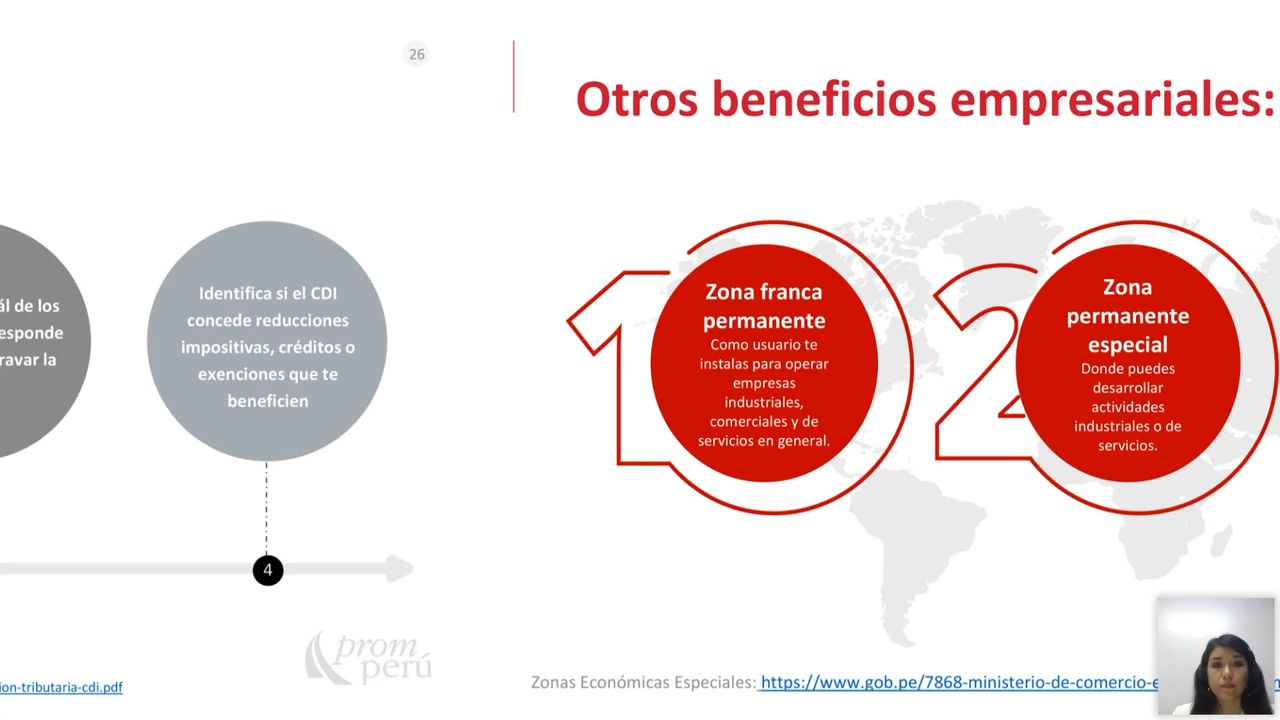 26
ál de los
esponde
ravar la
Identifica si el CDI
concede reducciones
impositivas, créditos o
exenciones que te
beneficien
4
prom
perú
ion-tributaria-cdi.pdf
Otros beneficios empresariales:
1
Zona franca
permanente
Como usuario te
instalas para operar
empresas
industriales,
comerciales y de
servicios en general.
2
Zona
permanente
especial
Donde puedes
desarrollar
actividades
industriales o de
servicios.
Zonas Económicas Especiales: https://www.gob.pe/7868-ministerio-de-comercio-e